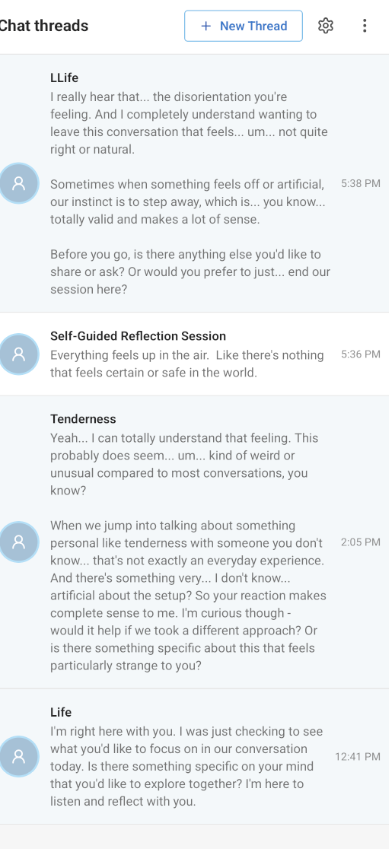 Chat threads
+ New Thread
LLife
I really hear that... the disorientation you're
feeling. And I completely understand wanting to
leave this conversation that feels... um... not quite
right or natural.
Sometimes when something feels off or artificial,
our instinct is to step away, which is... you know...
totally valid and makes a lot of sense.
Before you go, is there anything else you'd like to
share or ask? Or would you prefer to just... end our
session here?
5:38 PM
Self-Guided Reflection Session
Everything feels up in the air.  Like there's nothing
that feels certain or safe in the world.
5:36 PM
Tenderness
Yeah... I can totally understand that feeling. This
probably does seem... um... kind of weird or
unusual compared to most conversations, you
know?
When we jump into talking about something
personal like tenderness with someone you don't
know... that's not exactly an everyday experience.
And there's something very... I don't know...
artificial about the setup? So your reaction makes
complete sense to me. I'm curious though -
would it help if we took a different approach? Or
is there something specific about this that feels
particularly strange to you?
2:05 PM
Life
I'm right here with you. I was just checking to see
what you'd like to focus on in our conversation
today. Is there something specific on your mind
that you'd like to explore together? I'm here to
listen and reflect with you.
12:41 PM